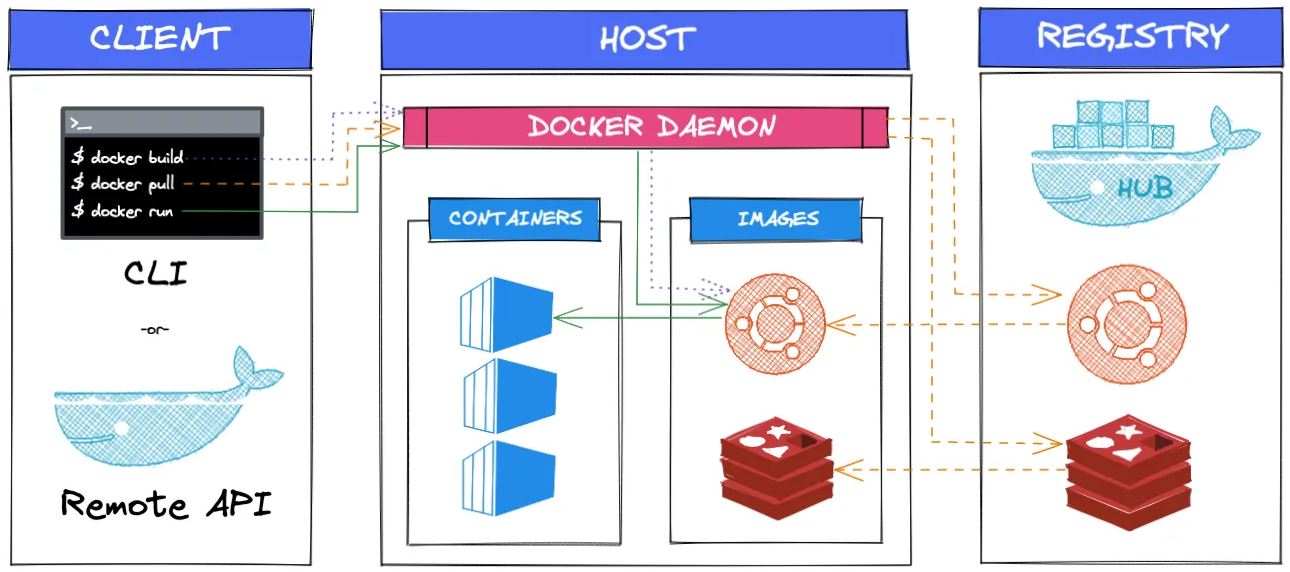 CLIENT
HOST
REGISTRY
>_
$ docker build
$ docker pull
$ docker run
CLI
-or-
Remote API
DOCKER DAEMON
CONTAINERS
IMAGES
HUB